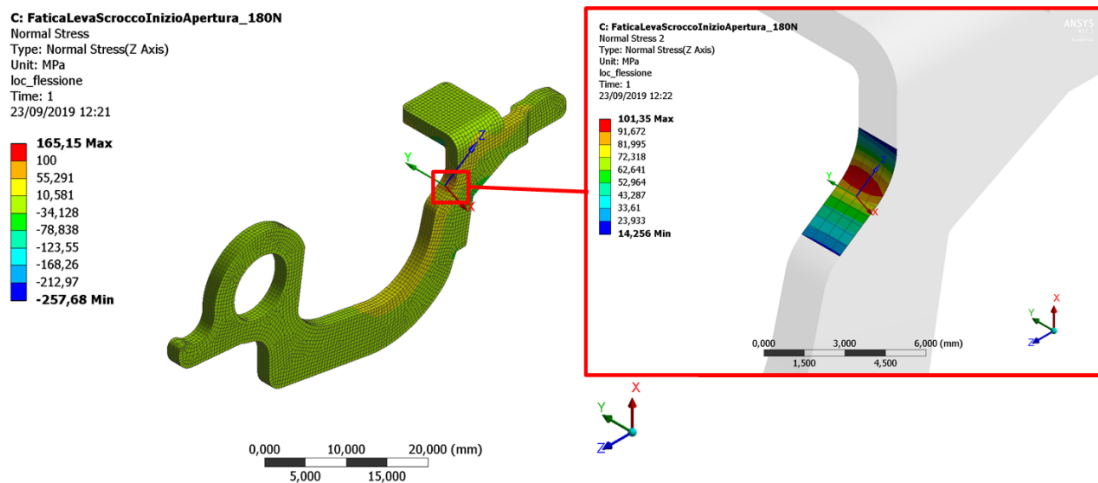 C: FaticaLevaScroccoInizioApertura_180N
Normal Stress
Type: Normal Stress(Z Axis)
Unit: MPa
loc_flessione
Time: 1
23/09/2019 12:21
165,15 Max
100
55,291
10,581
-34,128
-78,838
-123,55
-168,26
-212,97
-257,68 Min
Y
Z
X
0,000
10,000
20,000 (mm)
5,000
15,000
C: FaticaLevaScroccoInizioApertura_180N
Normal Stress 2
Type: Normal Stress(Z Axis)
Unit: MPa
loc_flessione
Time: 1
23/09/2019 12:22
ANSYS
101,35 Max
91,672
81,995
72,318
62,641
52,964
43,287
33,61
23,933
14,256 Min
Y
X
0,000
3,000
6,000 (mm)
1,500
4,500
X
Y
Z
X
Y
Z